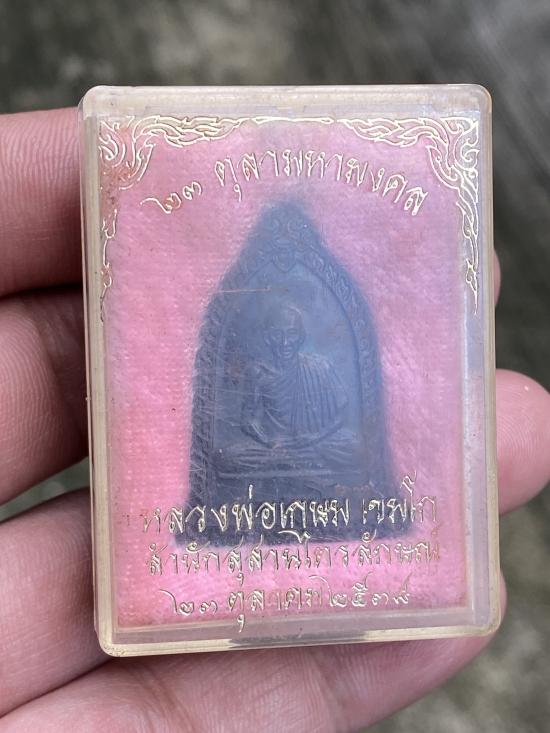 ๒๓ ตุลามหามงคล
หลวงพ่อเกษม เขมโก
สำนักสุสานไตรลักษณ์
๒๓ ตุลาคม ๒๕๓๘